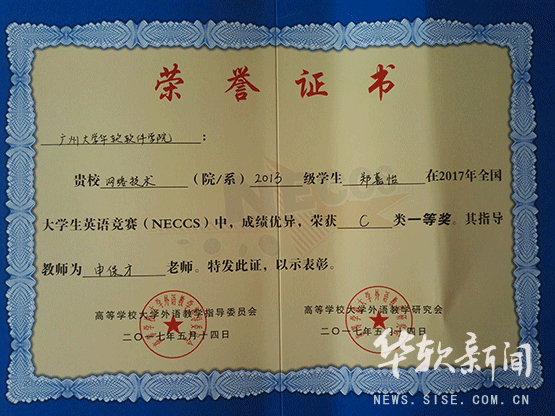 荣誉证书
广州大学华软软件学院：
贵校网络技术（院/系）2013级学生郑嘉怡在2017年全国
大学生英语竞赛（NECCS）中，成绩优异，荣获C类一等奖。其指导
教师为申俊才老师。特发此证，以示表彰。
高等学校大学外语教学指导委员会 高等学校大学外语教学研究会
二〇一七年五月十四日 二〇一七年五月十四日
华软新闻
NEWS.SISE.COM.CN